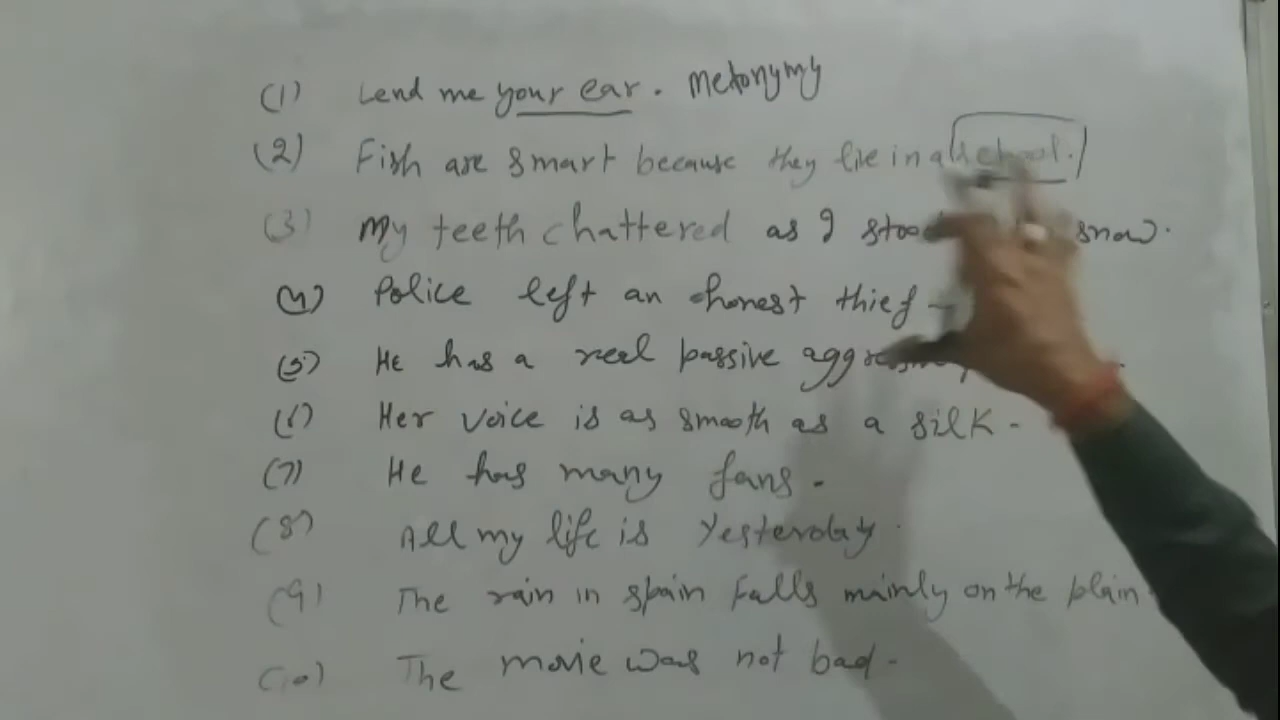 (1) Lend me your ear. Metonymy
(2) Fish are smart because they live in a school.
(3) My teeth chattered as I stood snow.
(4) Police left an honest thief
(5) He has a real passive
(6) Her voice is as smooth as a silk.
(7) He has many fans.
(8) All my life is yesterday.
(9) The rain in spain falls mainly on the plain
(10) The movie was not bad.